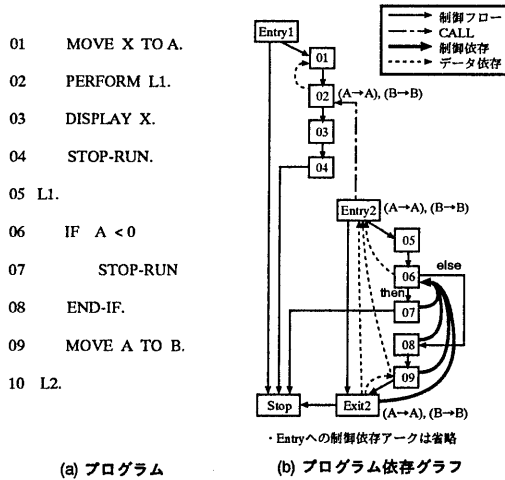 01 MOVE X TO A.
02 PERFORM L1.
03 DISPLAY X.
04 STOP-RUN.
05 L1.
06 IF A < 0
07 STOP-RUN
08 END-IF.
09 MOVE A TO B.
10 L2.
(a) プログラム
制御フロー
CALL
制御依存
データ依存
Entry1
01
02
(A→A), (B→B)
03
04
Entry2
(A→A), (B→B)
05
06
else
then
07
08
09
Stop
Exit2
(A→A), (B→B)
・Entryへの制御依存アークは省略
(b) プログラム依存グラフ